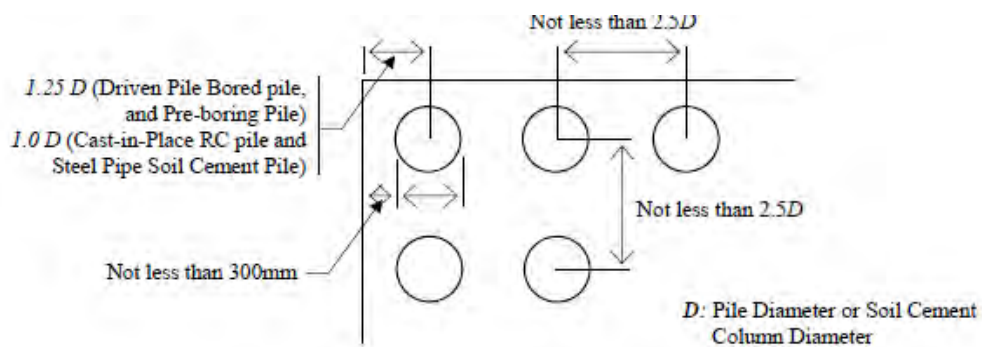 Not less than 2.5D
1.25 D (Driven Pile Bored pile,
and Pre-boring Pile)
1.0 D (Cast-in-Place RC pile and
Steel Pipe Soil Cement Pile)
Not less than 2.5D
Not less than 300mm
D: Pile Diameter or Soil Cement
Column Diameter